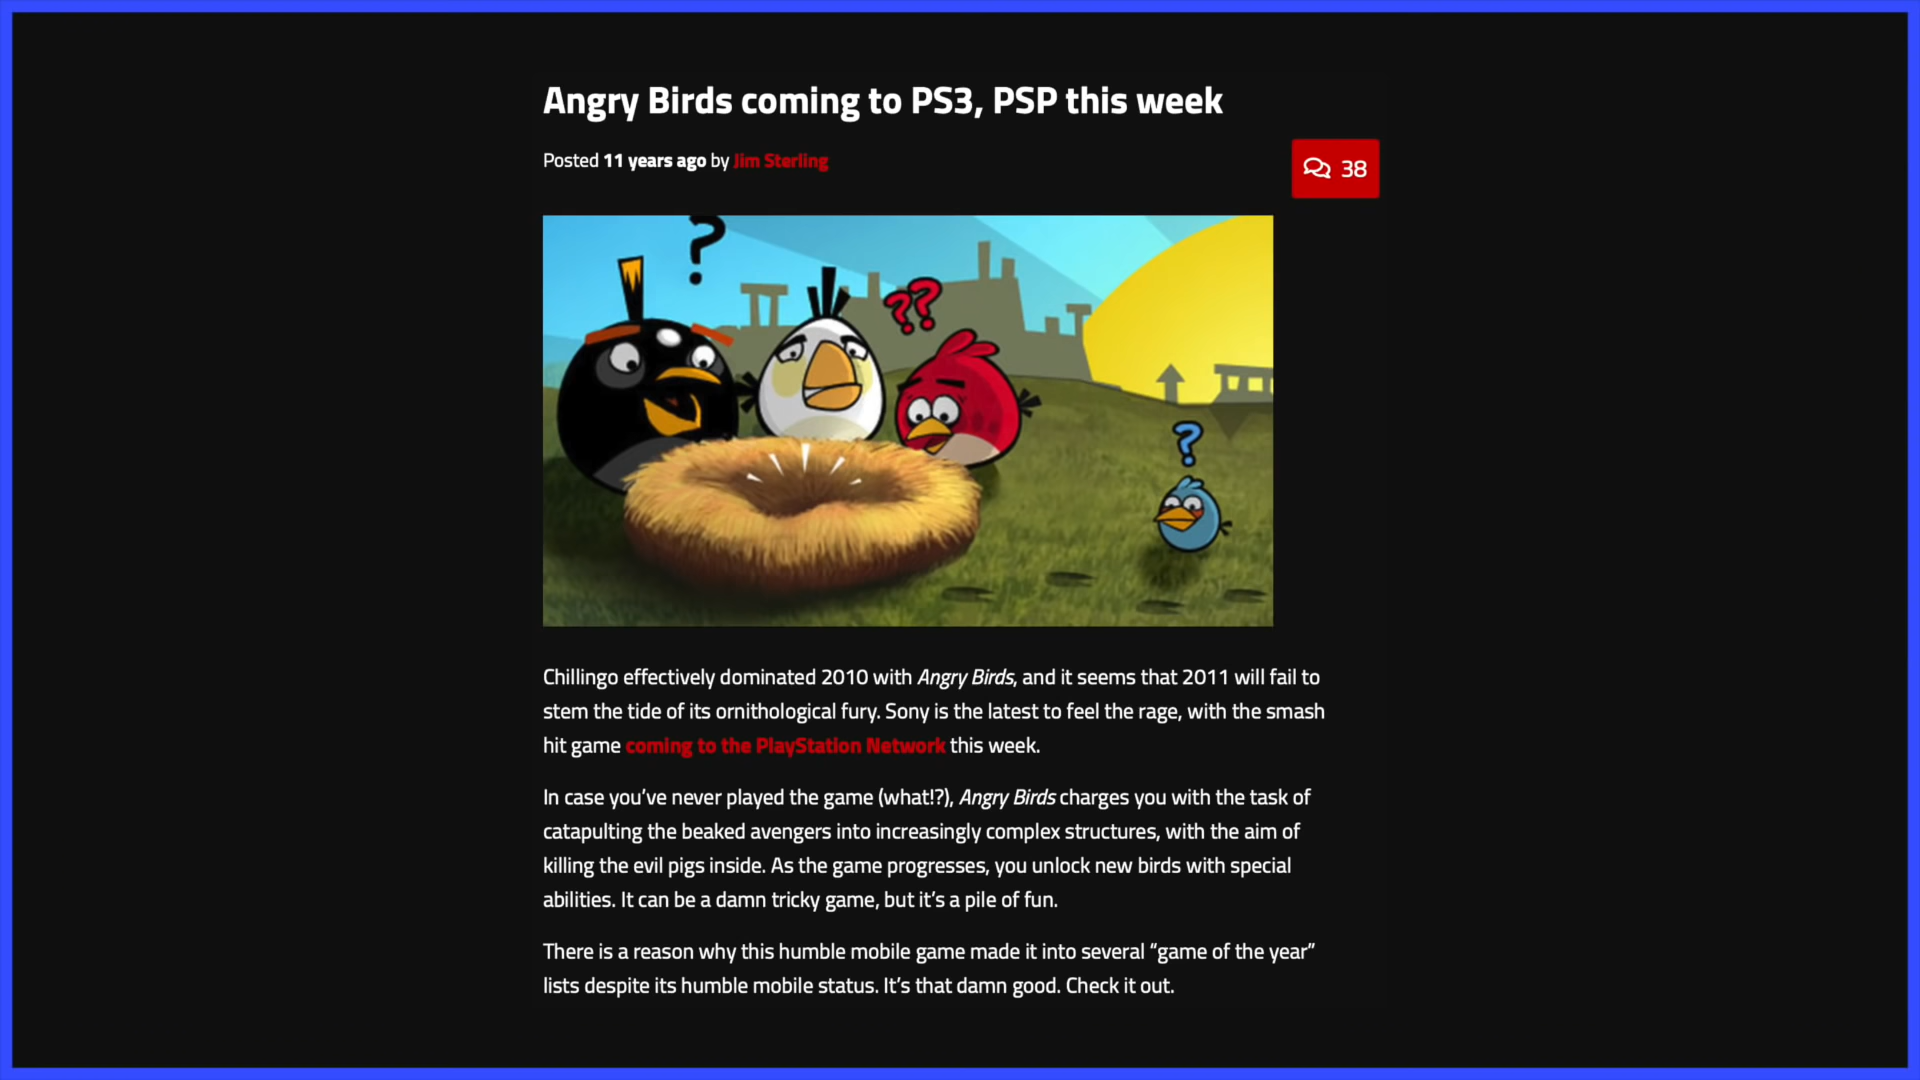 Angry Birds coming to PS3, PSP this week
Posted 11 years ago by Jim Sterling
38
?
??
?
Chillingo effectively dominated 2010 with Angry Birds, and it seems that 2011 will fail to
stem the tide of its ornithological fury. Sony is the latest to feel the rage, with the smash
hit game coming to the PlayStation Network this week.
In case you’ve never played the game (what!?), Angry Birds charges you with the task of
catapulting the beaked avengers into increasingly complex structures, with the aim of
killing the evil pigs inside. As the game progresses, you unlock new birds with special
abilities. It can be a damn tricky game, but it’s a pile of fun.
There is a reason why this humble mobile game made it into several “game of the year”
lists despite its humble mobile status. It’s that damn good. Check it out.